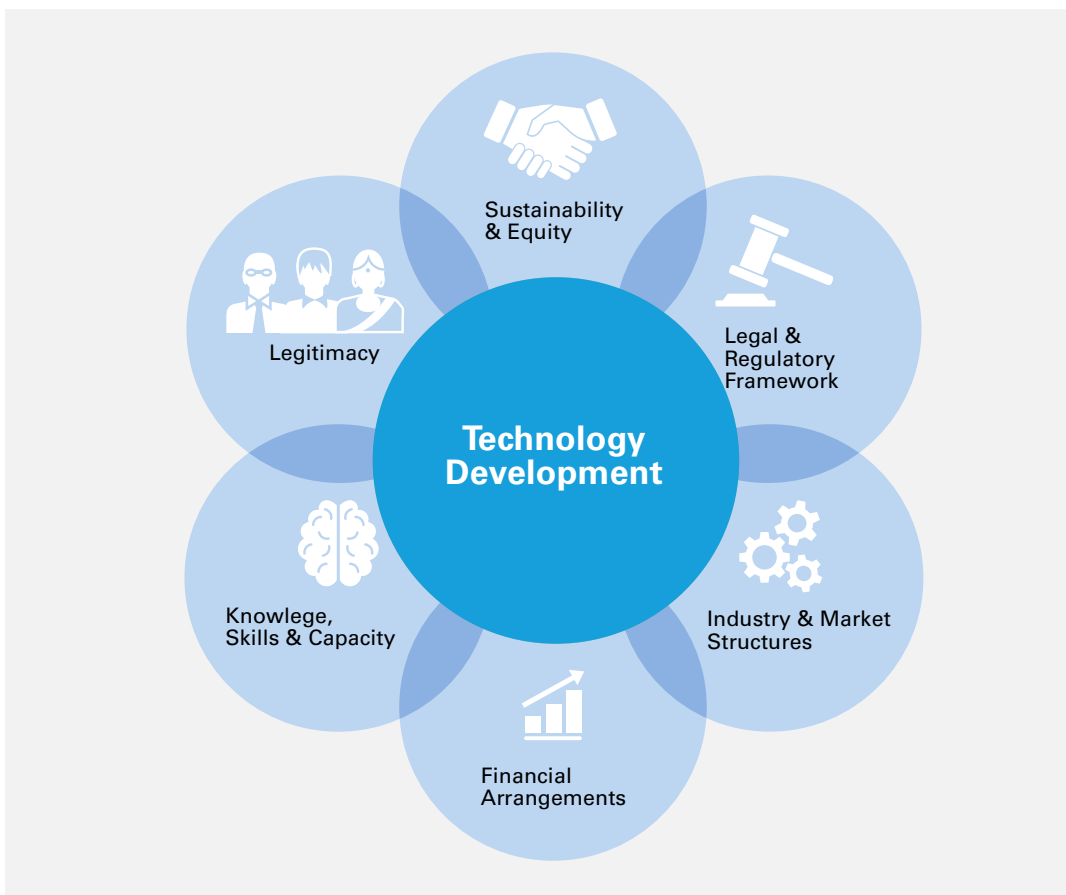 Sustainability
& Equity
Legitimacy
Legal &
Regulatory
Framework
Technology
Development
Knowlege,
Skills & Capacity
Industry & Market
Structures
Financial
Arrangements